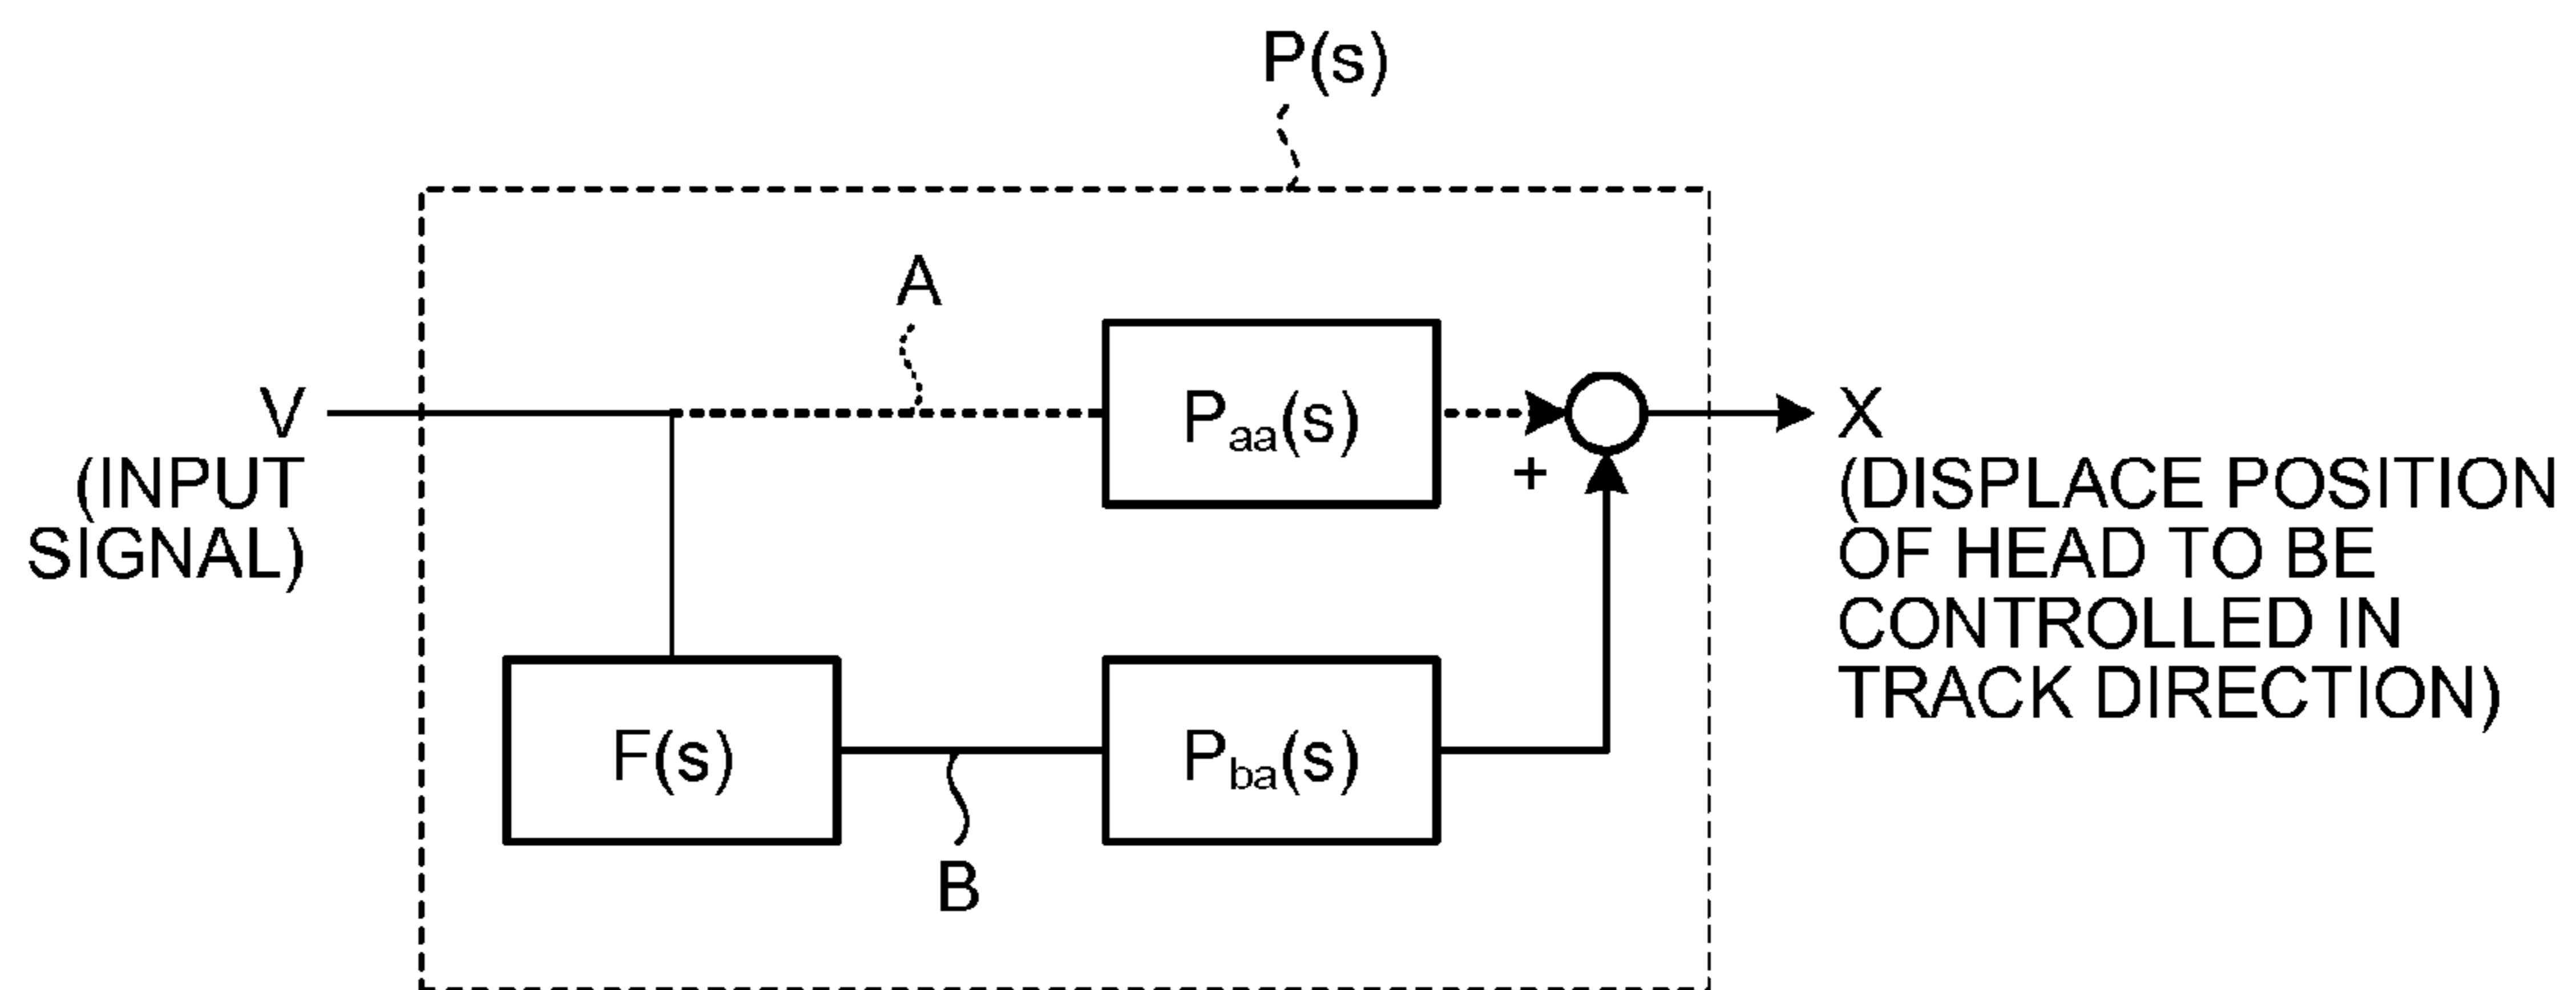 P(s)
A
V
(INPUT
SIGNAL)
Paa(s)
+
X
(DISPLACE POSITION
OF HEAD TO BE
CONTROLLED IN
TRACK DIRECTION)
F(s)
Pba(s)
B